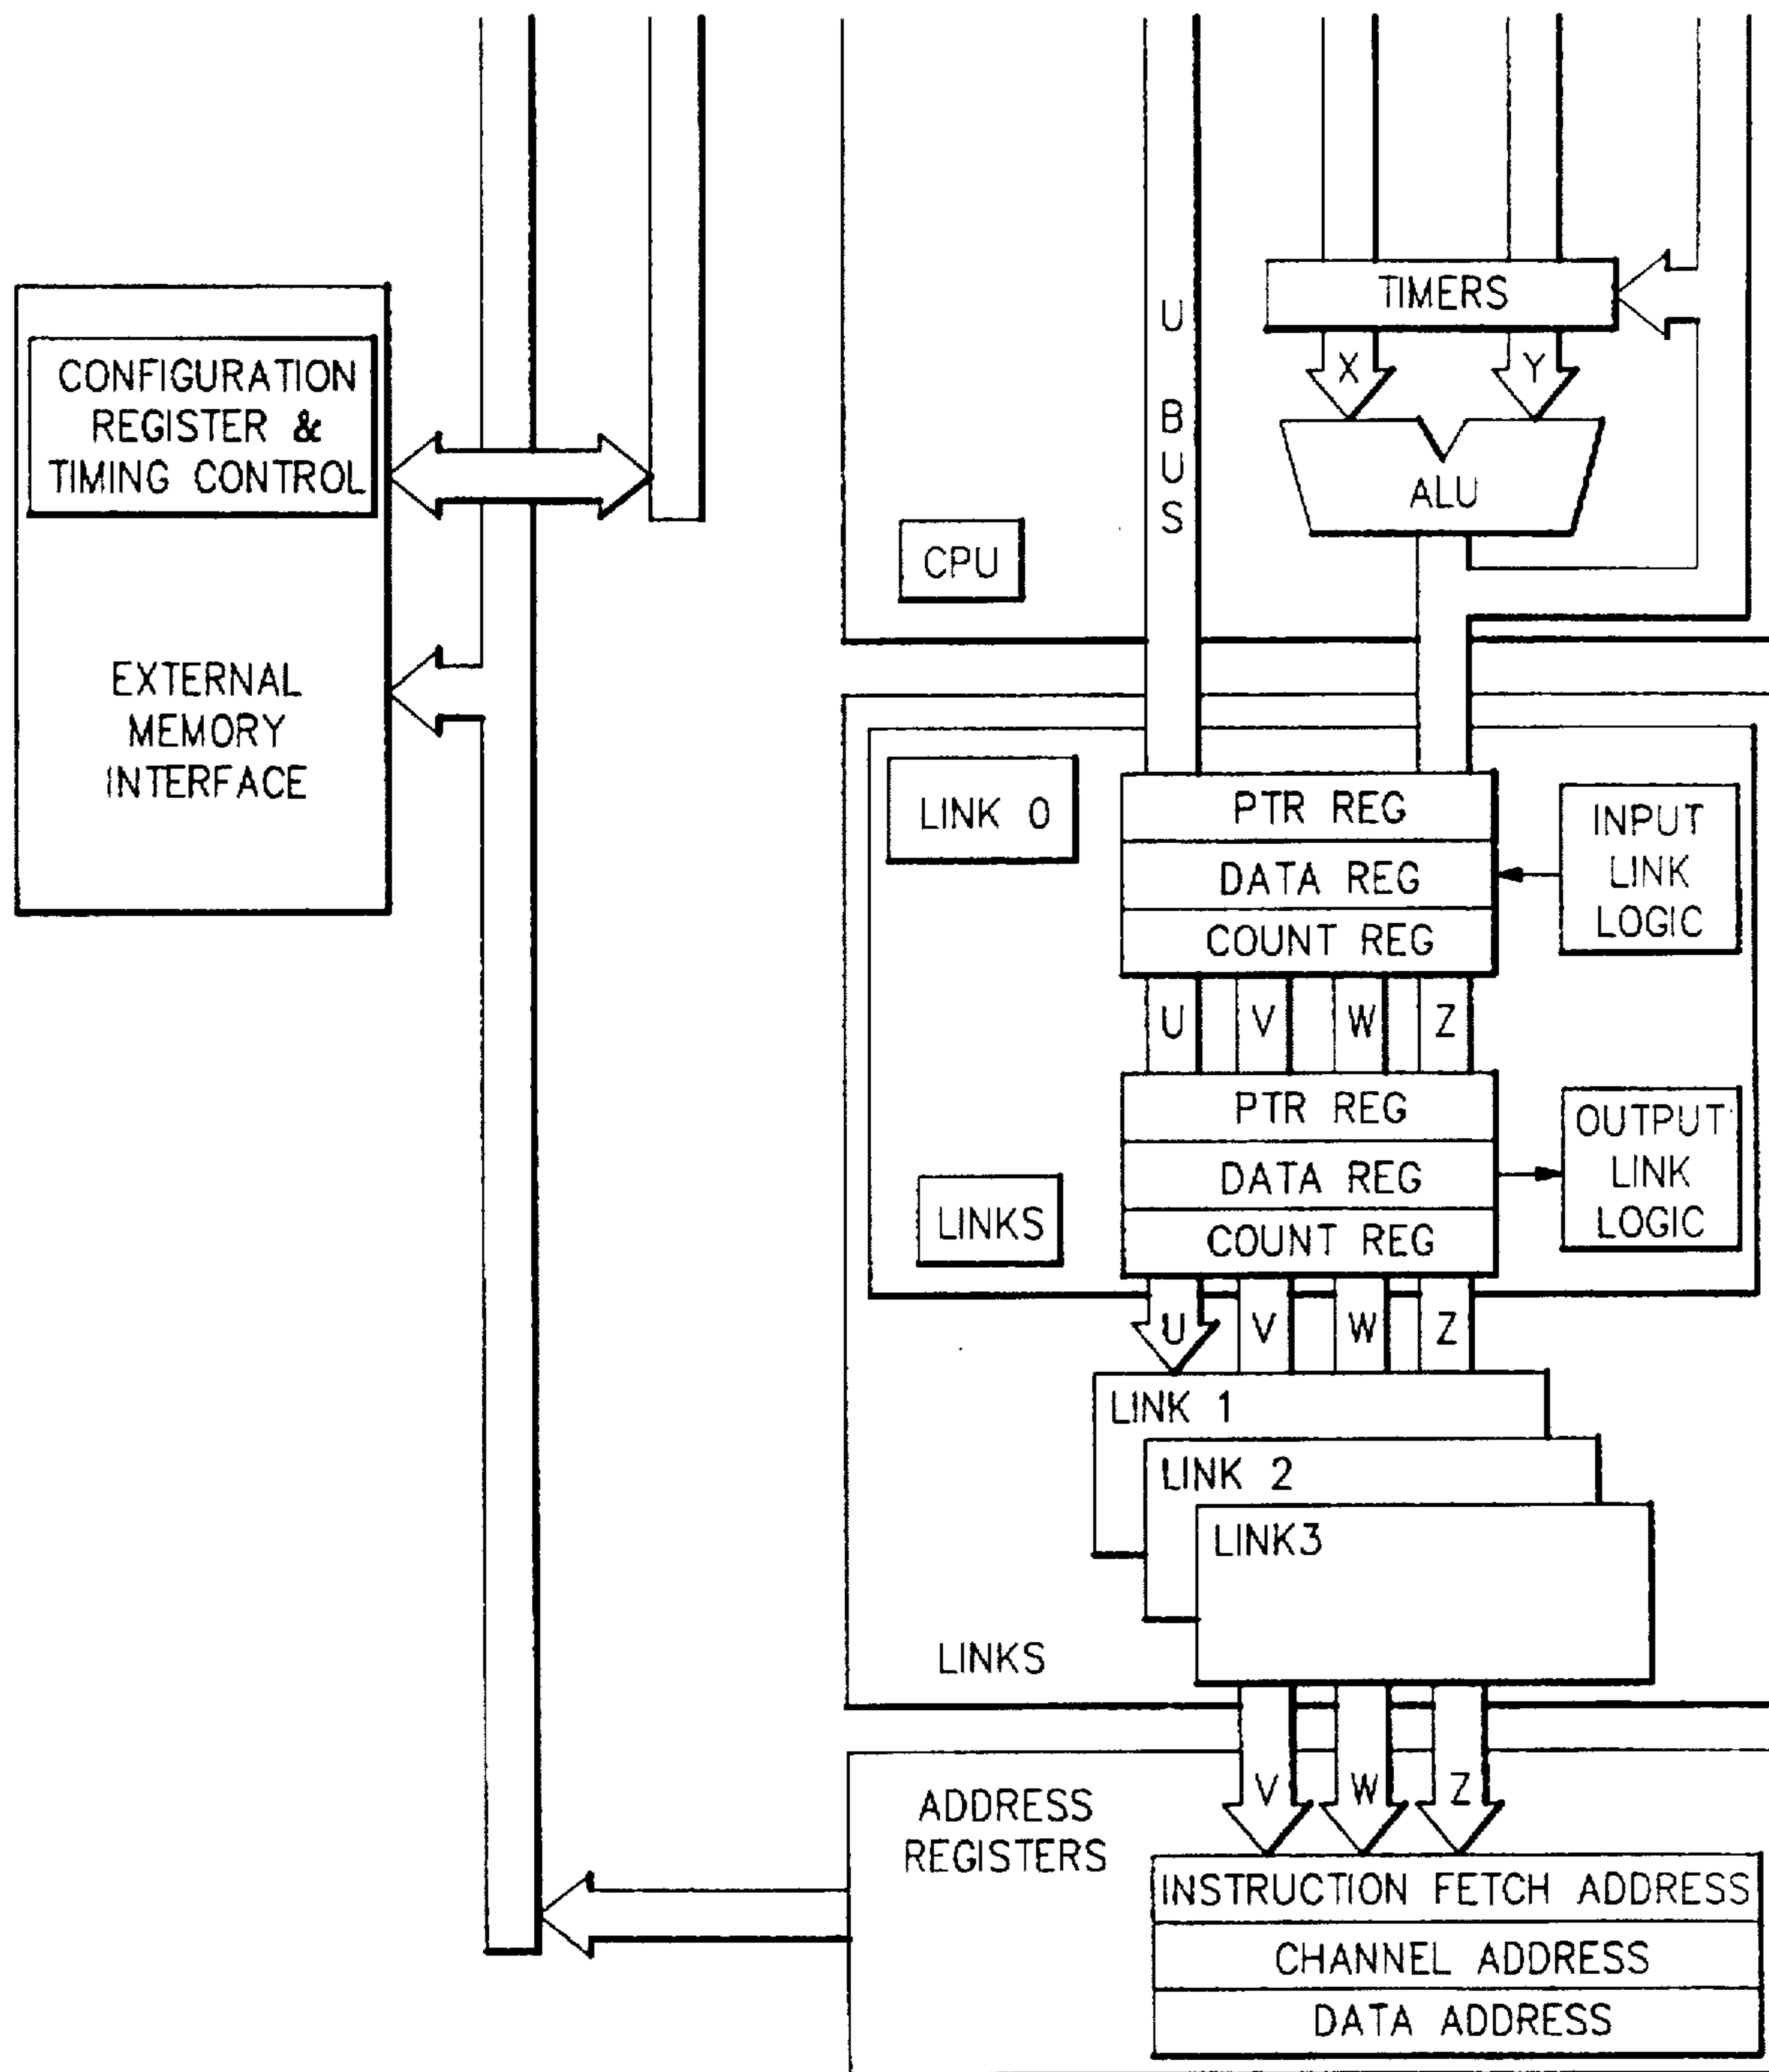 TIMERS
X Y
ALU
U BUS
CPU
CONFIGURATION
REGISTER &
TIMING CONTROL
EXTERNAL
MEMORY
INTERFACE
LINK 0
PTR REG
DATA REG
COUNT REG
INPUT
LINK
LOGIC
U V W Z
PTR REG
DATA REG
COUNT REG
OUTPUT
LINK
LOGIC
LINKS
U V W Z
LINK 1
LINK 2
LINK3
LINKS
V W Z
ADDRESS
REGISTERS
INSTRUCTION FETCH ADDRESS
CHANNEL ADDRESS
DATA ADDRESS